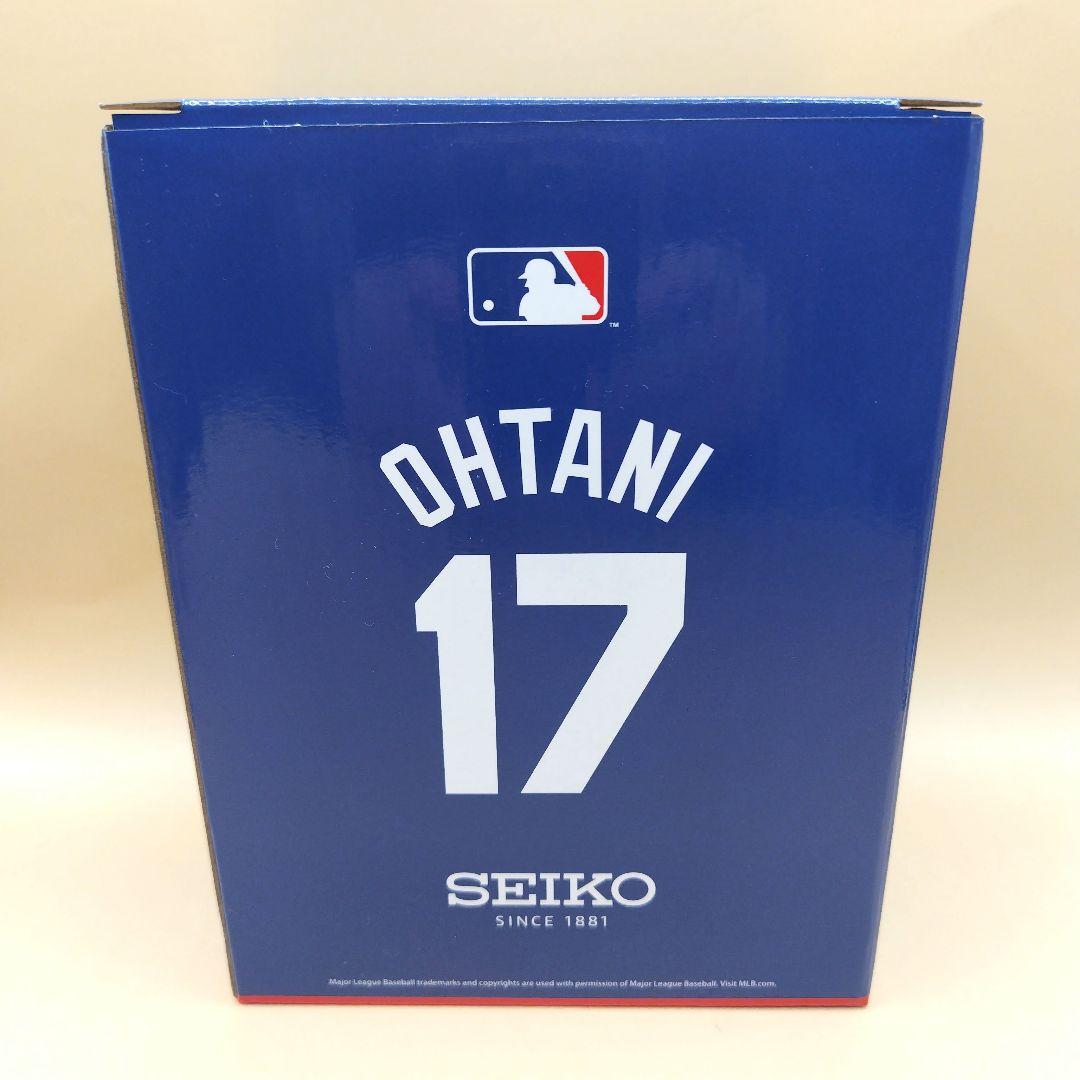 TM
OHTANI
17
SEIKO
SINCE 1881
Major League Baseball trademarks and copyrights are used with permission of Major League Baseball. Visit MLB.com.